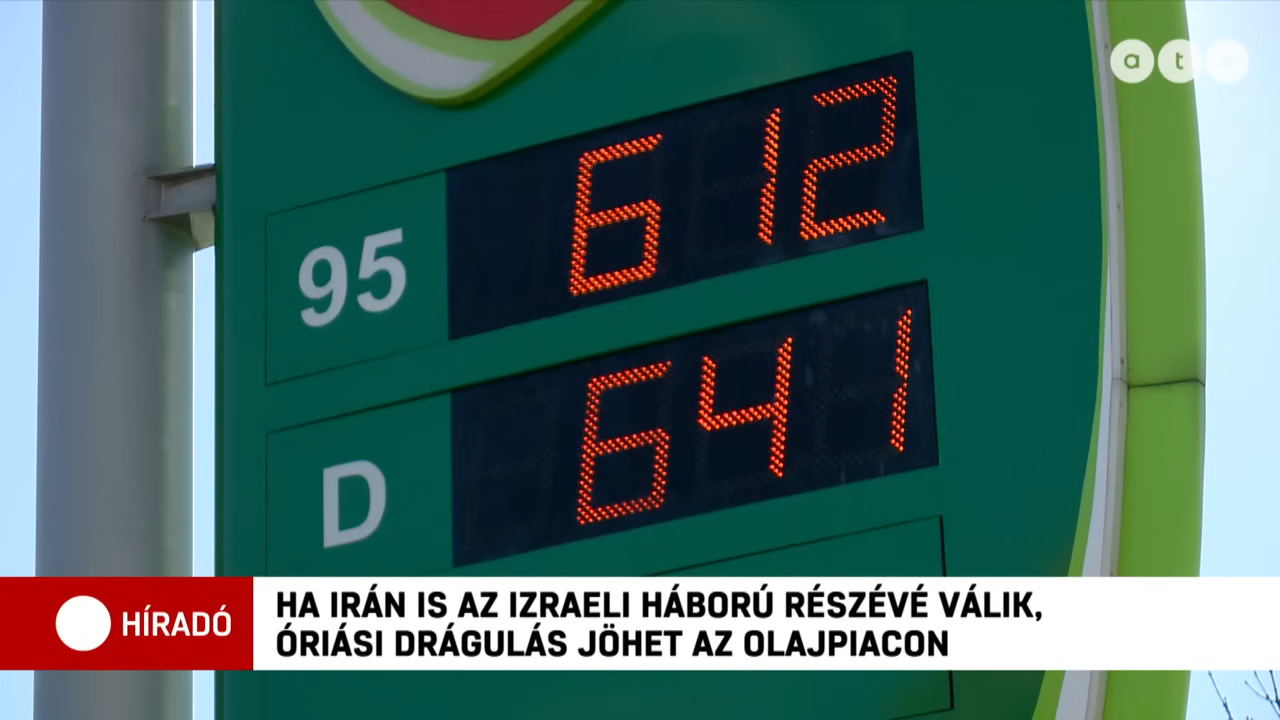 atv
95 612
D 641
HÍRADÓ
HA IRÁN IS AZ IZRAELI HÁBORÚ RÉSZÉVÉ VÁLIK,
ÓRIÁSI DRÁGULÁS JÖHET AZ OLAJPIACON